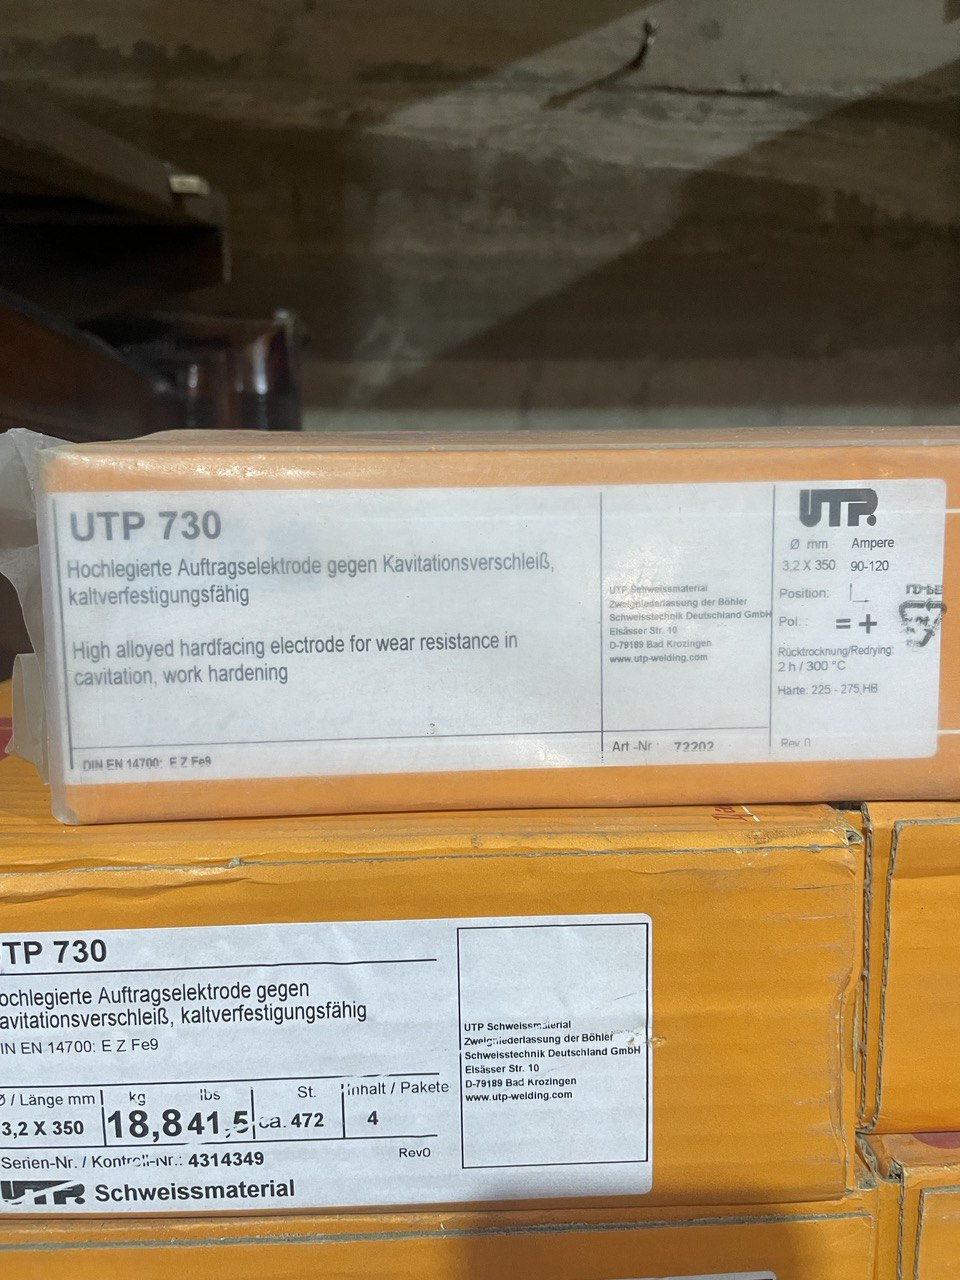 UTP 730
Hochlegierte Auftragselektrode gegen Kavitationsverschleiß,
kaltverfestigungsfähig
High alloyed hardfacing electrode for wear resistance in
cavitation, work hardening
DIN EN 14700: E Z Fe9
UTP Schweissmaterial
Zweigniederlassung der Böhler
Schweisstechnik Deutschland GmbH
Elsässer Str. 10
D-79189 Bad Krozingen
www.utp-welding.com
Art-Nr: 72202
UTP
Ø mm Ampere
3,2 X 350 90-120
Position:
Pol.: = +
Rücktrocknung/Redrying:
2 h / 300 °C
Härte: 225 - 275 HB
Rev 0
TP 730
ochlegierte Auftragselektrode gegen
avitationsverschleiß, kaltverfestigungsfähig
IN EN 14700: E Z Fe9
Ø / Länge mm kg lbs St. Inhalt / Pakete
3,2 X 350 18,8 41,5 ca. 472 4
Serien-Nr. / Kontroll-Nr.: 4314349 Rev0
UTP Schweissmaterial
UTP Schweissmaterial
Zweigniederlassung der Böhler
Schweisstechnik Deutschland GmbH
Elsässer Str. 10
D-79189 Bad Krozingen
www.utp-welding.com